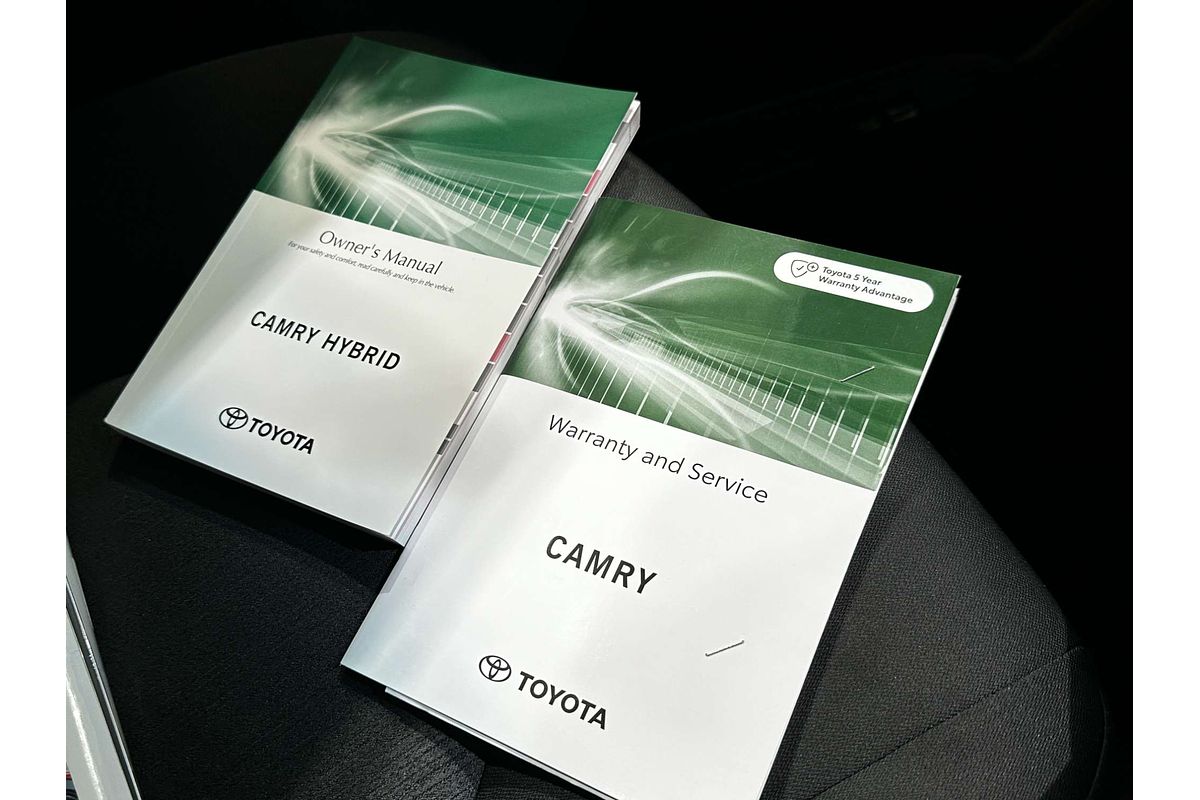 Owner's Manual
For your safety and comfort, read carefully and keep in the vehicle.
CAMRY HYBRID
TOYOTA
Toyota 5 Year
Warranty Advantage
Warranty and Service
CAMRY
TOYOTA